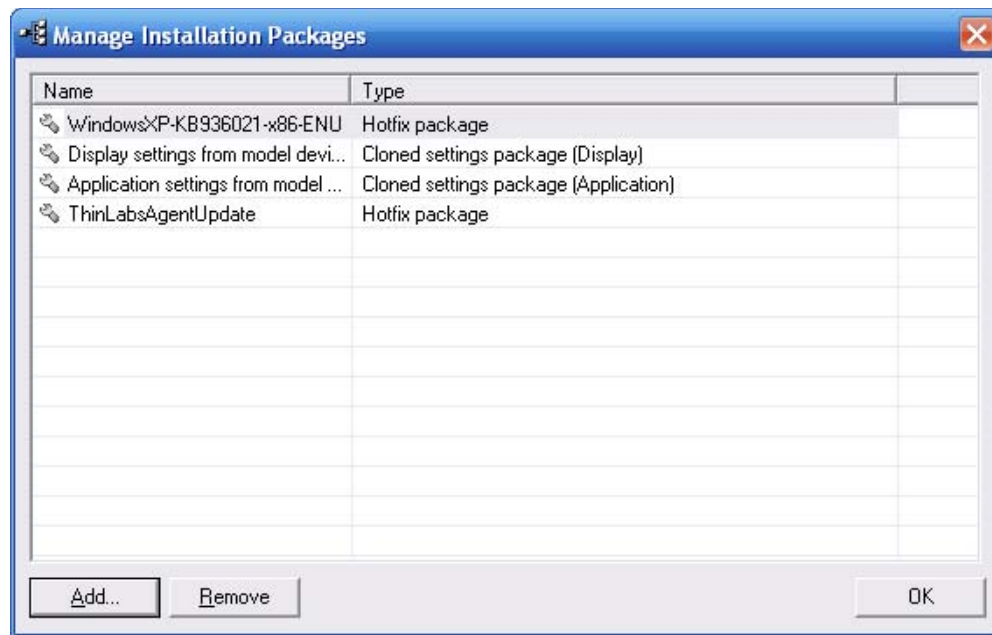 Manage Installation Packages
Name Type
WindowsXP-KB936021-x86-ENU Hotfix package
Display settings from model devi... Cloned settings package (Display)
Application settings from model ... Cloned settings package (Application)
ThinLabsAgentUpdate Hotfix package
Add... Remove OK